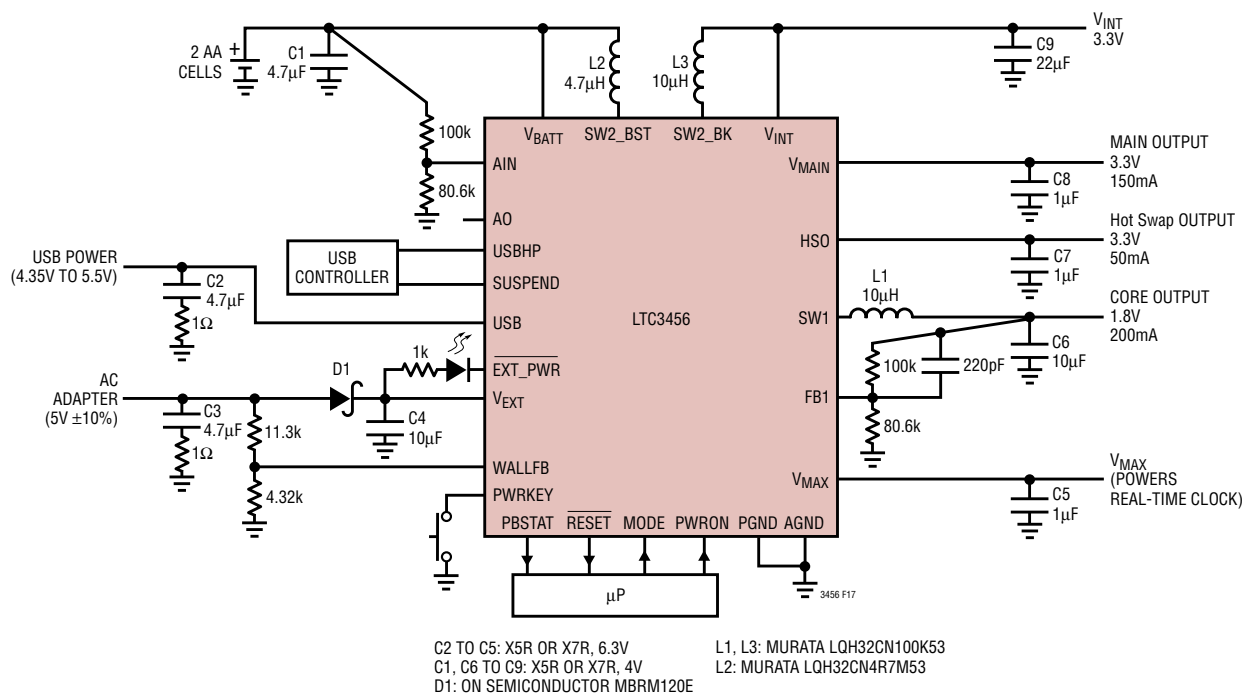 2 AA
CELLS
+
C1
4.7µF
L2
4.7µH
L3
10µH
C9
22µF
VINT
3.3V
100k
80.6k
VBATT
SW2_BST
SW2_BK
VINT
AIN
AO
USBHP
SUSPEND
USB
EXT_PWR
VEXT
WALLFB
PWRKEY
LTC3456
VMAIN
HSO
SW1
FB1
VMAX
PBSTAT
RESET
MODE
PWRON
PGND
AGND
MAIN OUTPUT
3.3V
150mA
C8
1µF
Hot Swap OUTPUT
3.3V
50mA
C7
1µF
L1
10µH
CORE OUTPUT
1.8V
200mA
C6
10µF
100k
220pF
80.6k
VMAX
(POWERS
REAL-TIME CLOCK)
C5
1µF
USB
CONTROLLER
USB POWER
(4.35V TO 5.5V)
C2
4.7µF
1Ω
1k
D1
AC
ADAPTER
(5V ±10%)
C3
4.7µF
1Ω
11.3k
4.32k
C4
10µF
µP
3456 F17
C2 TO C5: X5R OR X7R, 6.3V
C1, C6 TO C9: X5R OR X7R, 4V
D1: ON SEMICONDUCTOR MBRM120E
L1, L3: MURATA LQH32CN100K53
L2: MURATA LQH32CN4R7M53